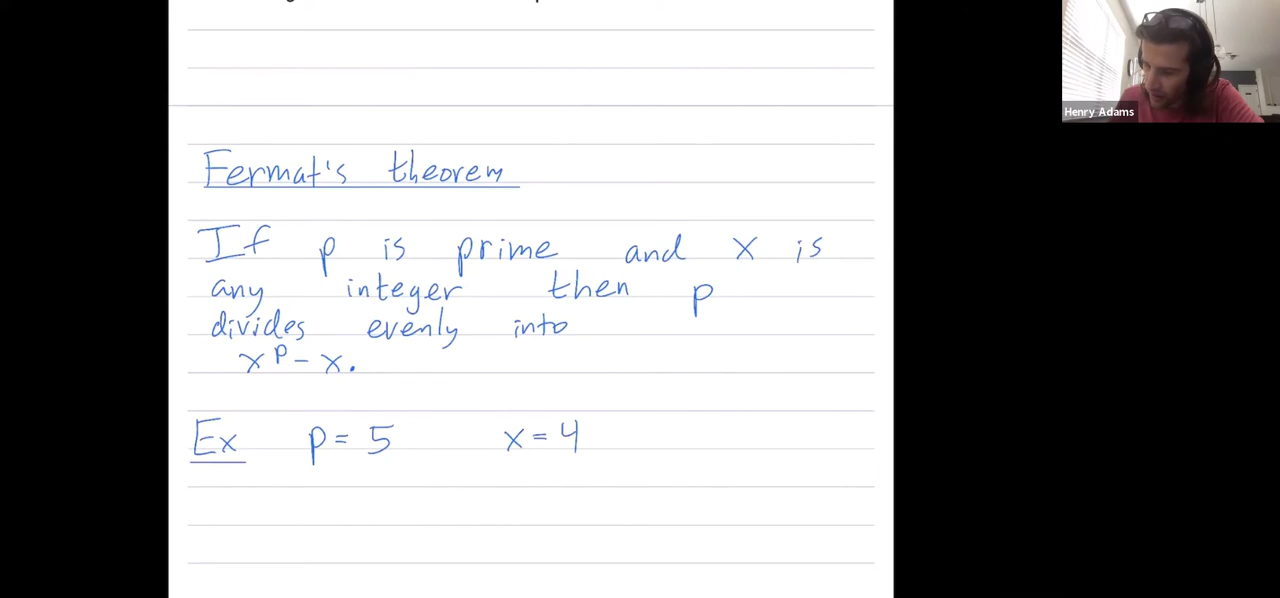 Henry Adams
Fermat's theorem
If p is prime and x is
any integer then p
divides evenly into
x^p - x.
Ex p = 5 x = 4